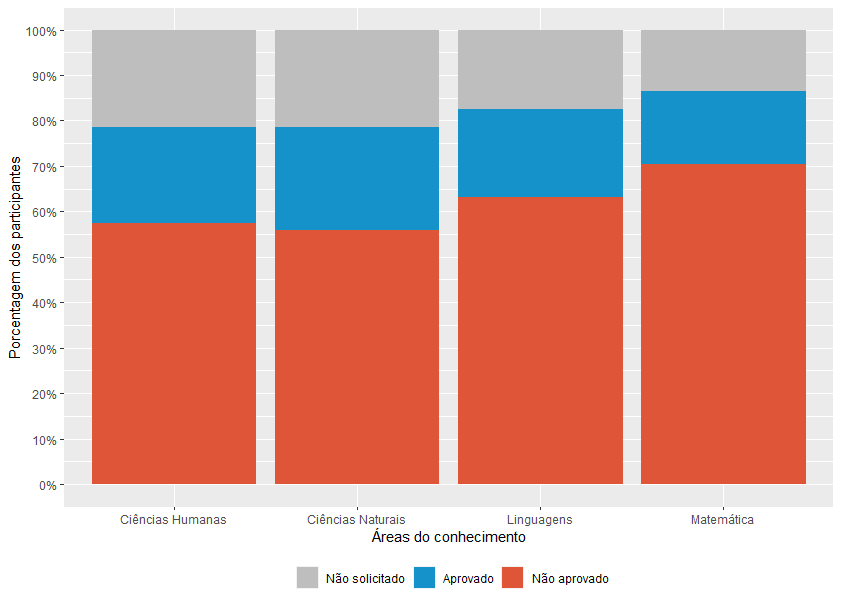 Porcentagem dos participantes
100%
90%
80%
70%
60%
50%
40%
30%
20%
10%
0%
Ciências Humanas Ciências Naturais Linguagens Matemática
Áreas do conhecimento
Não solicitado Aprovado Não aprovado